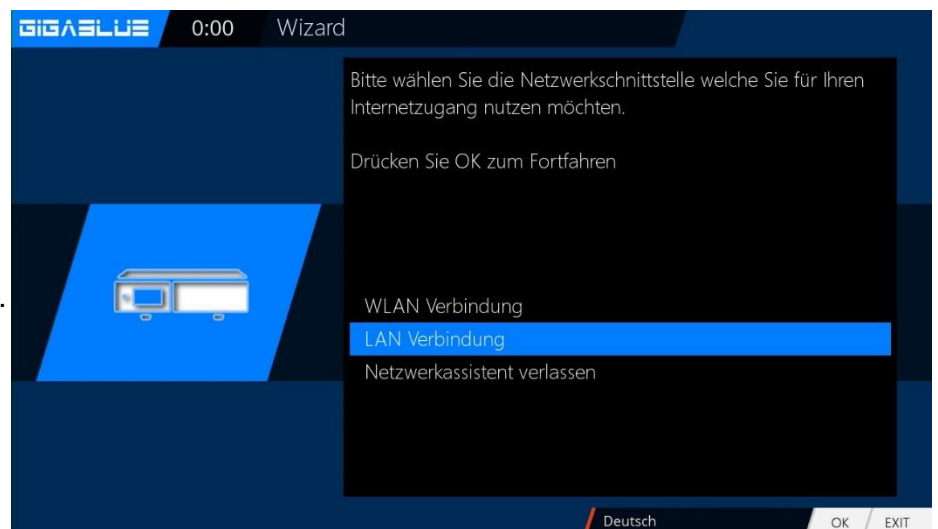 GIGABLUE 0:00 Wizard
Bitte wählen Sie die Netzwerkschnittstelle welche Sie für Ihren
Internetzugang nutzen möchten.
Drücken Sie OK zum Fortfahren
.
WLAN Verbindung
LAN Verbindung
Netzwerkassistent verlassen
Deutsch OK EXIT